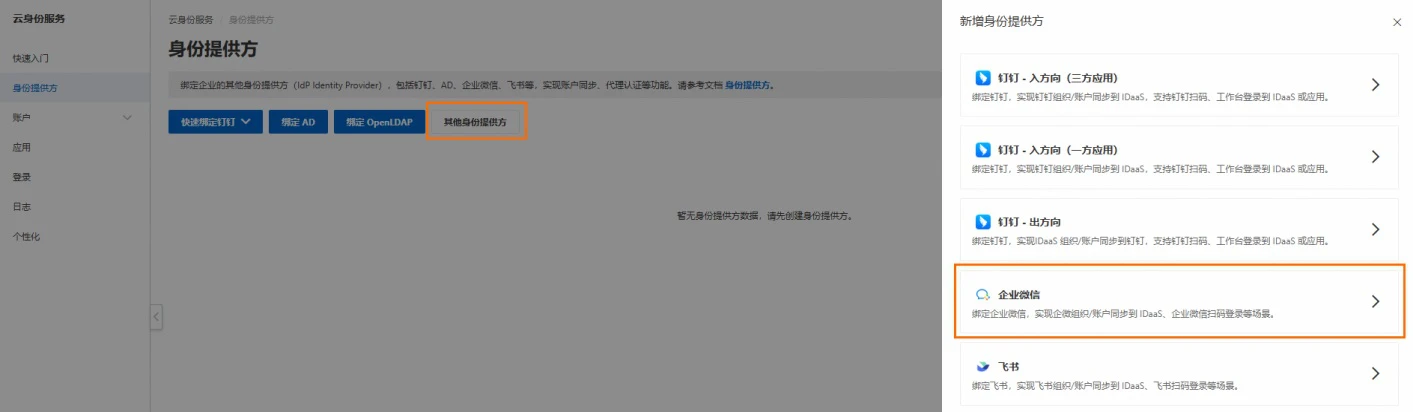 云身份服务
快速入门
身份提供方
账户
应用
登录
日志
个性化
云身份服务 / 身份提供方
身份提供方
绑定企业的其他身份提供方（IdP Identity Provider），包括钉钉、AD、企业微信、飞书等，实现账户同步、代理认证等功能。请参考文档 身份提供方。
快速绑定钉钉 绑定 AD 绑定 OpenLDAP 其他身份提供方
暂无身份提供方数据，请先创建身份提供方。
新增身份提供方
钉钉 - 入方向（三方应用）
绑定钉钉，实现钉钉组织/账户同步到 IDaaS，支持钉钉扫码、工作台登录到 IDaaS 或应用。
钉钉 - 入方向（一方应用）
绑定钉钉，实现钉钉组织/账户同步到 IDaaS，支持钉钉扫码、工作台登录到 IDaaS 或应用。
钉钉 - 出方向
绑定钉钉，实现IDaaS 组织/账户同步到钉钉，支持钉钉扫码、工作台登录到 IDaaS 或应用。
企业微信
绑定企业微信，实现企微组织/账户同步到 IDaaS、企业微信扫码登录等场景。
飞书
绑定飞书，实现飞书组织/账户同步到 IDaaS、飞书扫码登录等场景。